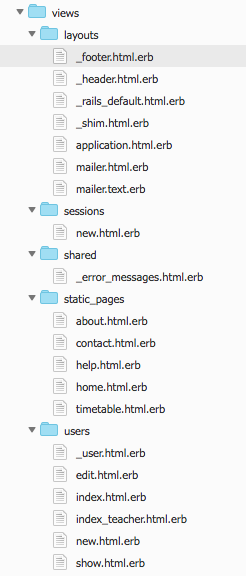 views
layouts
_footer.html.erb
_header.html.erb
_rails_default.html.erb
_shim.html.erb
application.html.erb
mailer.html.erb
mailer.text.erb
sessions
new.html.erb
shared
_error_messages.html.erb
static_pages
about.html.erb
contact.html.erb
help.html.erb
home.html.erb
timetable.html.erb
users
_user.html.erb
edit.html.erb
index.html.erb
index_teacher.html.erb
new.html.erb
show.html.erb